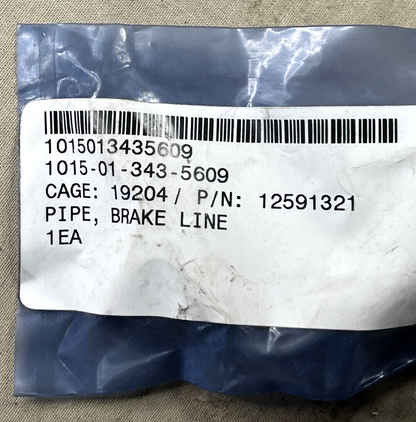 1015013435609
1015-01-343-5609
CAGE: 19204/ P/N: 12591321
PIPE, BRAKE LINE
1EA